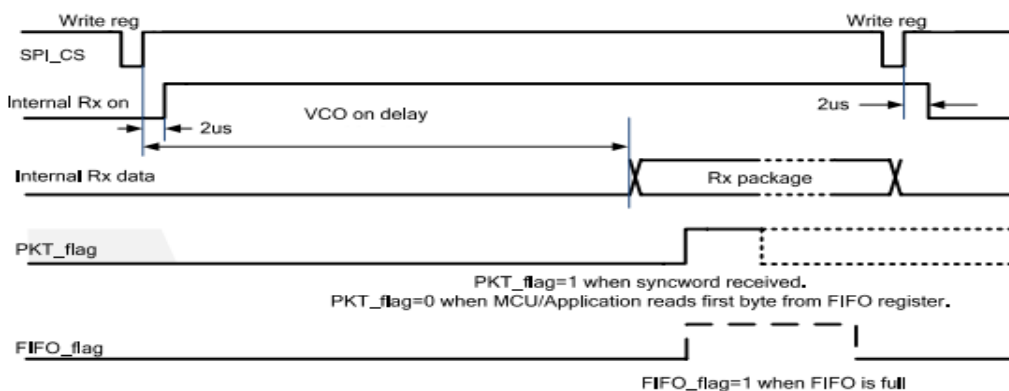 Write reg
Write reg
SPI_CS
Internal Rx on
2us
VCO on delay
2us
Internal Rx data
Rx package
PKT_flag
PKT_flag=1 when syncword received.
PKT_flag=0 when MCU/Application reads first byte from FIFO register.
FIFO_flag
FIFO_flag=1 when FIFO is full